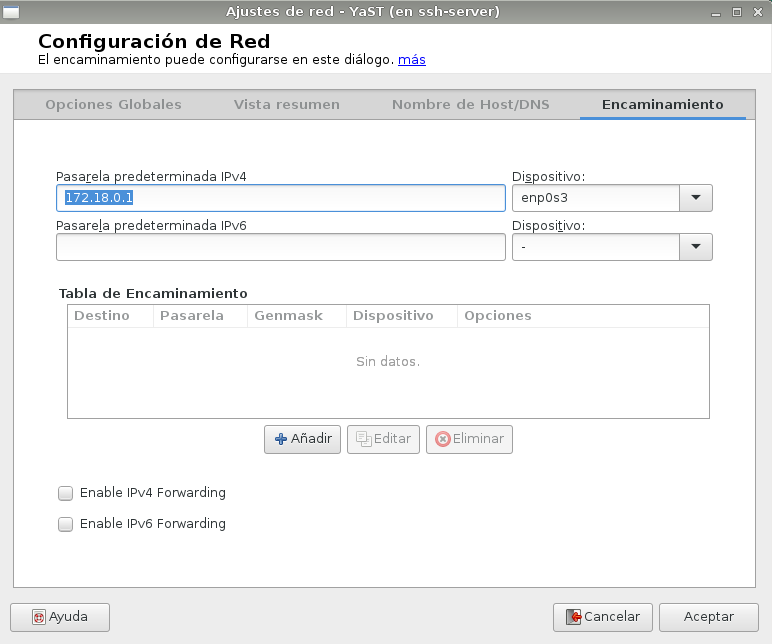 Ajustes de red - YaST (en ssh-server)
Configuración de Red
El encaminamiento puede configurarse en este diálogo. más
Opciones Globales Vista resumen Nombre de Host/DNS Encaminamiento
Pasarela predeterminada IPv4 Dispositivo:
172.18.0.1 enp0s3
Pasarela predeterminada IPv6 Dispositivo:
-
Tabla de Encaminamiento
Destino Pasarela Genmask Dispositivo Opciones
Sin datos.
Añadir Editar Eliminar
Enable IPv4 Forwarding
Enable IPv6 Forwarding
Ayuda Cancelar Aceptar